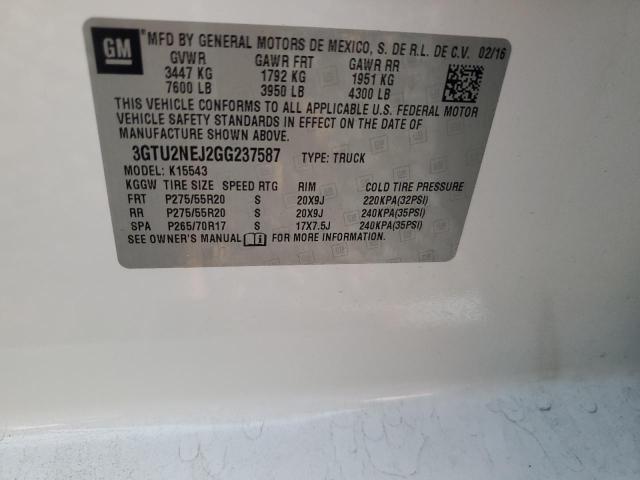 GM
MFD BY GENERAL MOTORS DE MEXICO, S. DE R.L. DE C.V. 02/16
GVWR GAWR FRT GAWR RR
3447 KG 1792 KG 1951 KG
7600 LB 3950 LB 4300 LB
THIS VEHICLE CONFORMS TO ALL APPLICABLE U.S. FEDERAL MOTOR
VEHICLE SAFETY STANDARDS IN EFFECT ON THE DATE OF
MANUFACTURE SHOWN ABOVE.
3GTU2NEJ2GG237587 TYPE: TRUCK
MODEL: K15543
KGGW TIRE SIZE SPEED RTG RIM COLD TIRE PRESSURE
FRT P275/55R20 S 20X9J 220KPA(32PSI)
RR P275/55R20 S 20X9J 240KPA(35PSI)
SPA P265/70R17 S 17X7.5J 240KPA(35PSI)
SEE OWNER'S MANUAL FOR MORE INFORMATION.